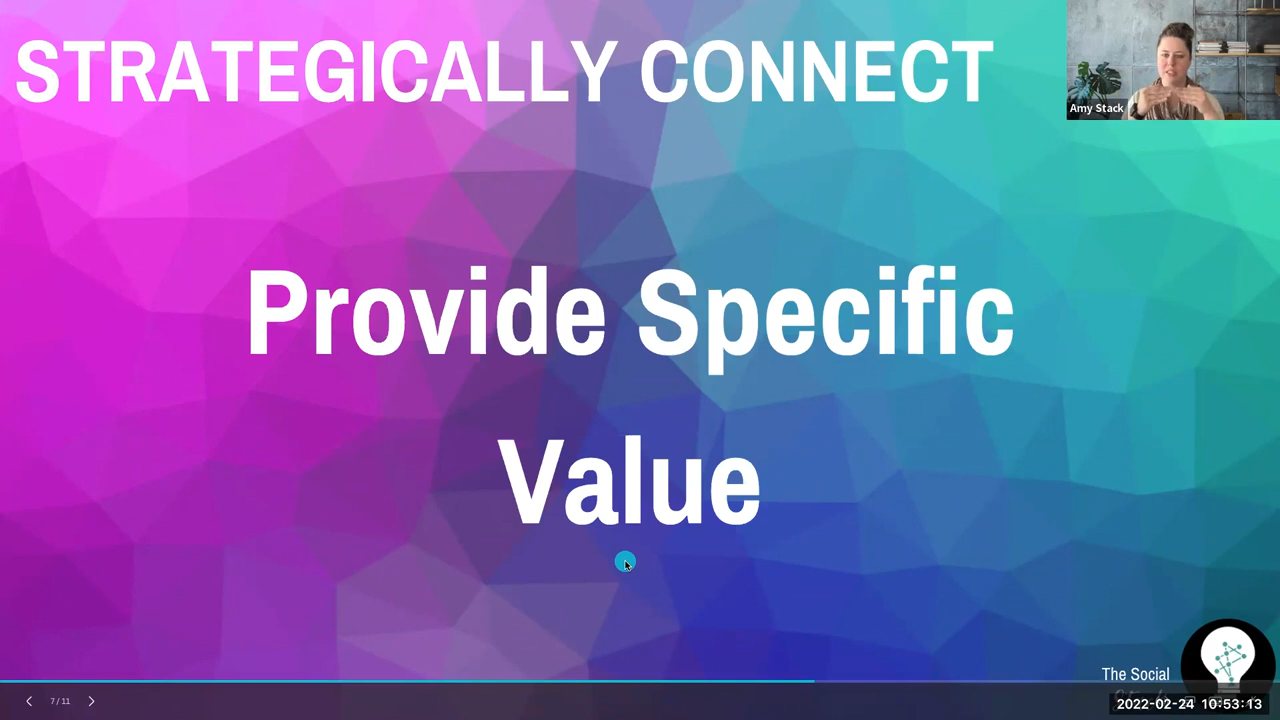 STRATEGICALLY CONNECT
Amy Stack
Provide Specific
Value
The Social
7 / 11
2022-02-24 10:53:13